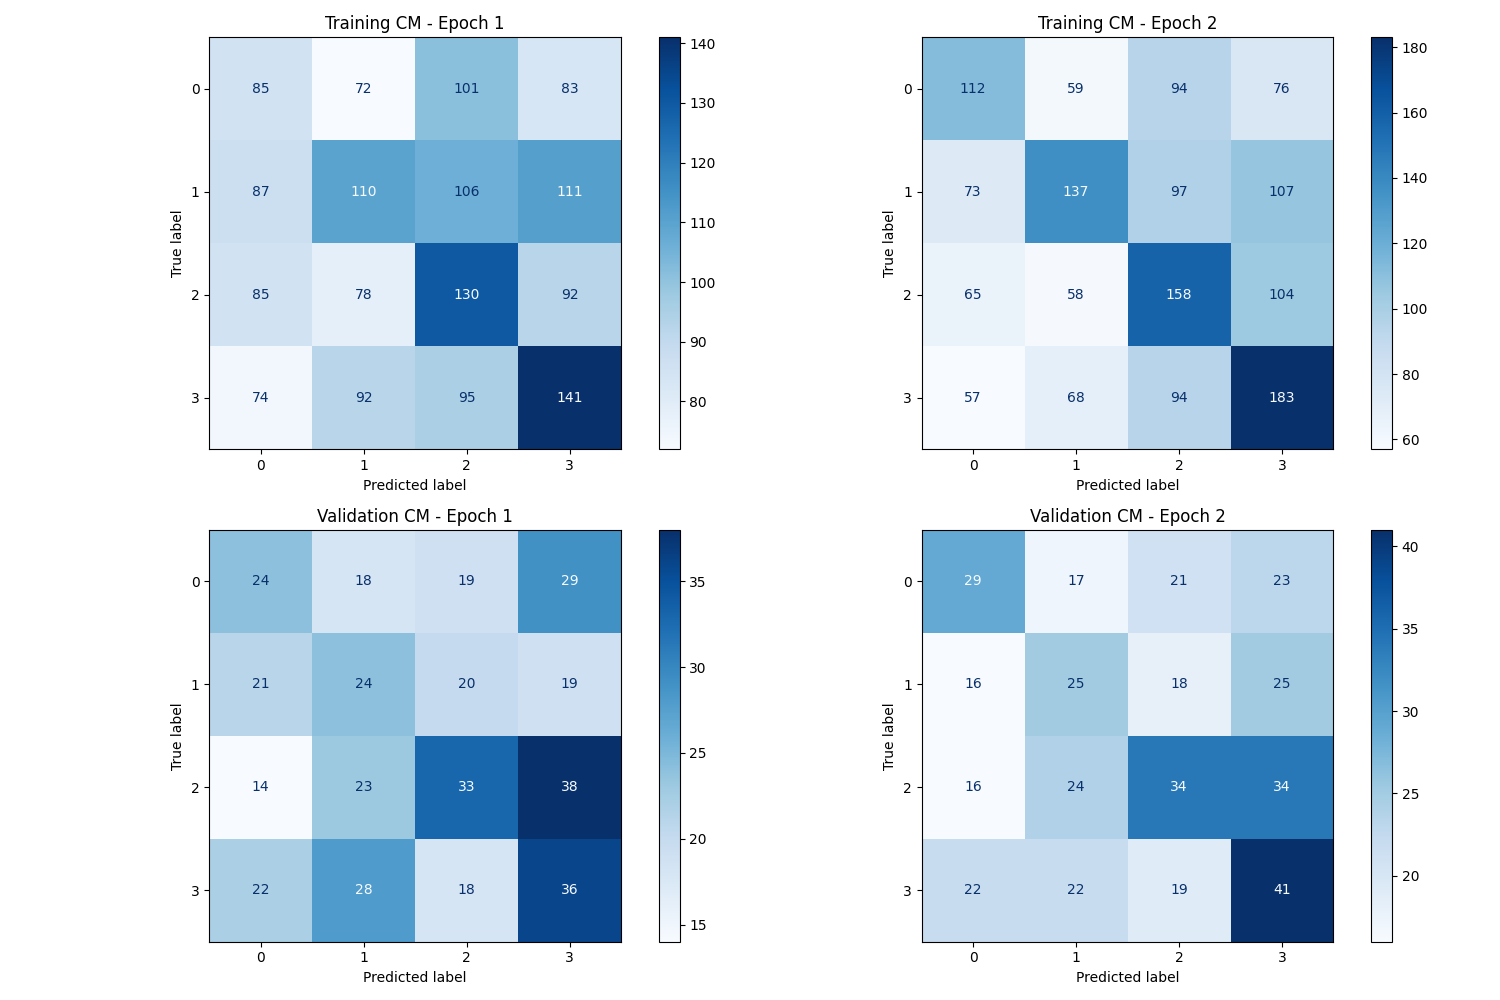 Training CM - Epoch 1
0 85 72 101 83
1 87 110 106 111
2 85 78 130 92
3 74 92 95 141
0 1 2 3
Predicted label
True label
140
130
120
110
100
90
80
Training CM - Epoch 2
0 112 59 94 76
1 73 137 97 107
2 65 58 158 104
3 57 68 94 183
0 1 2 3
Predicted label
True label
180
160
140
120
100
80
60
Validation CM - Epoch 1
0 24 18 19 29
1 21 24 20 19
2 14 23 33 38
3 22 28 18 36
0 1 2 3
Predicted label
True label
35
30
25
20
15
Validation CM - Epoch 2
0 29 17 21 23
1 16 25 18 25
2 16 24 34 34
3 22 22 19 41
0 1 2 3
Predicted label
True label
40
35
30
25
20